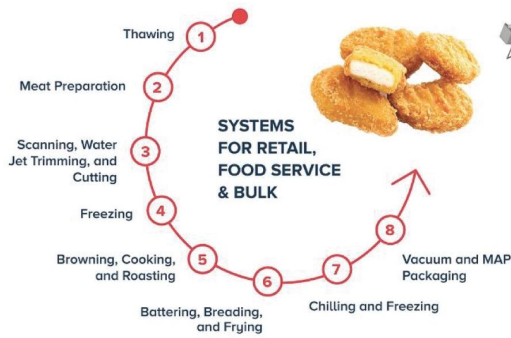 1
Thawing
2
Meat Preparation
3
Scanning, Water
Jet Trimming, and
Cutting
4
Freezing
5
Browning, Cooking,
and Roasting
6
Battering, Breading,
and Frying
7
Chilling and Freezing
8
Vacuum and MAP
Packaging
SYSTEMS
FOR RETAIL,
FOOD SERVICE
& BULK